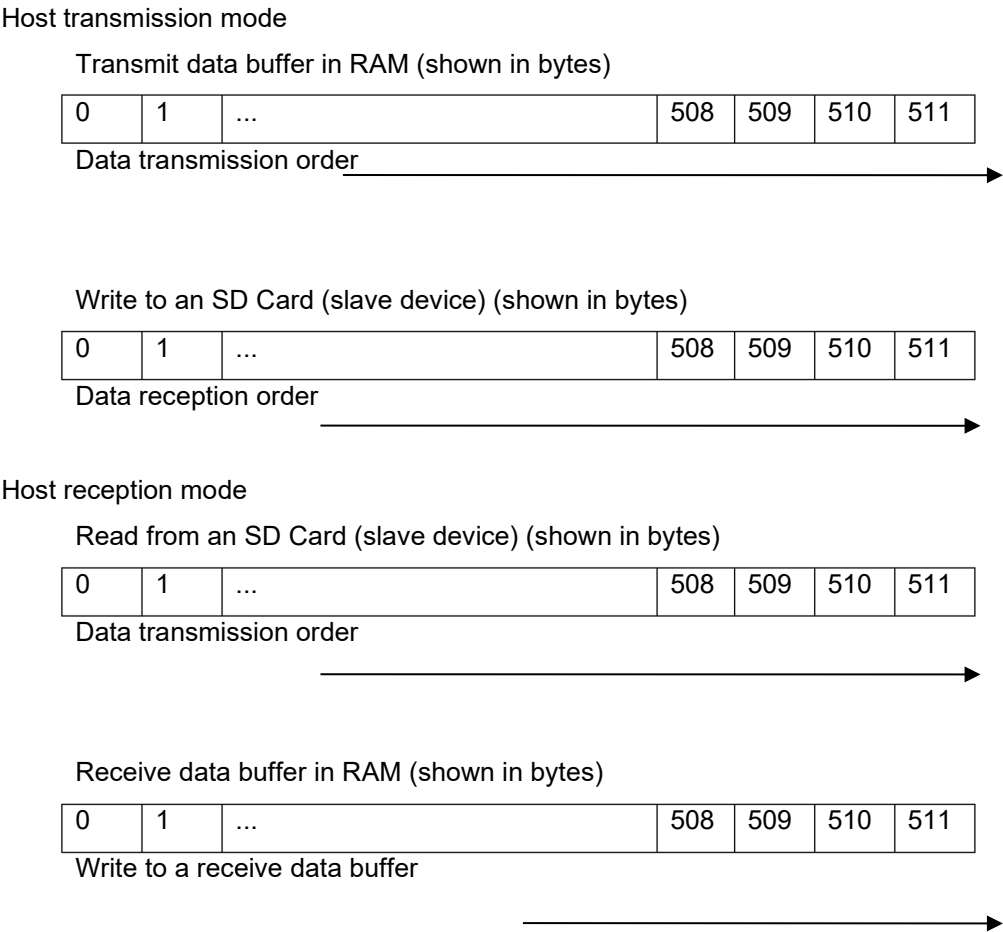 Host transmission mode
Transmit data buffer in RAM (shown in bytes)
0 1 ... 508 509 510 511
Data transmission order
Write to an SD Card (slave device) (shown in bytes)
0 1 ... 508 509 510 511
Data reception order
Host reception mode
Read from an SD Card (slave device) (shown in bytes)
0 1 ... 508 509 510 511
Data transmission order
Receive data buffer in RAM (shown in bytes)
0 1 ... 508 509 510 511
Write to a receive data buffer